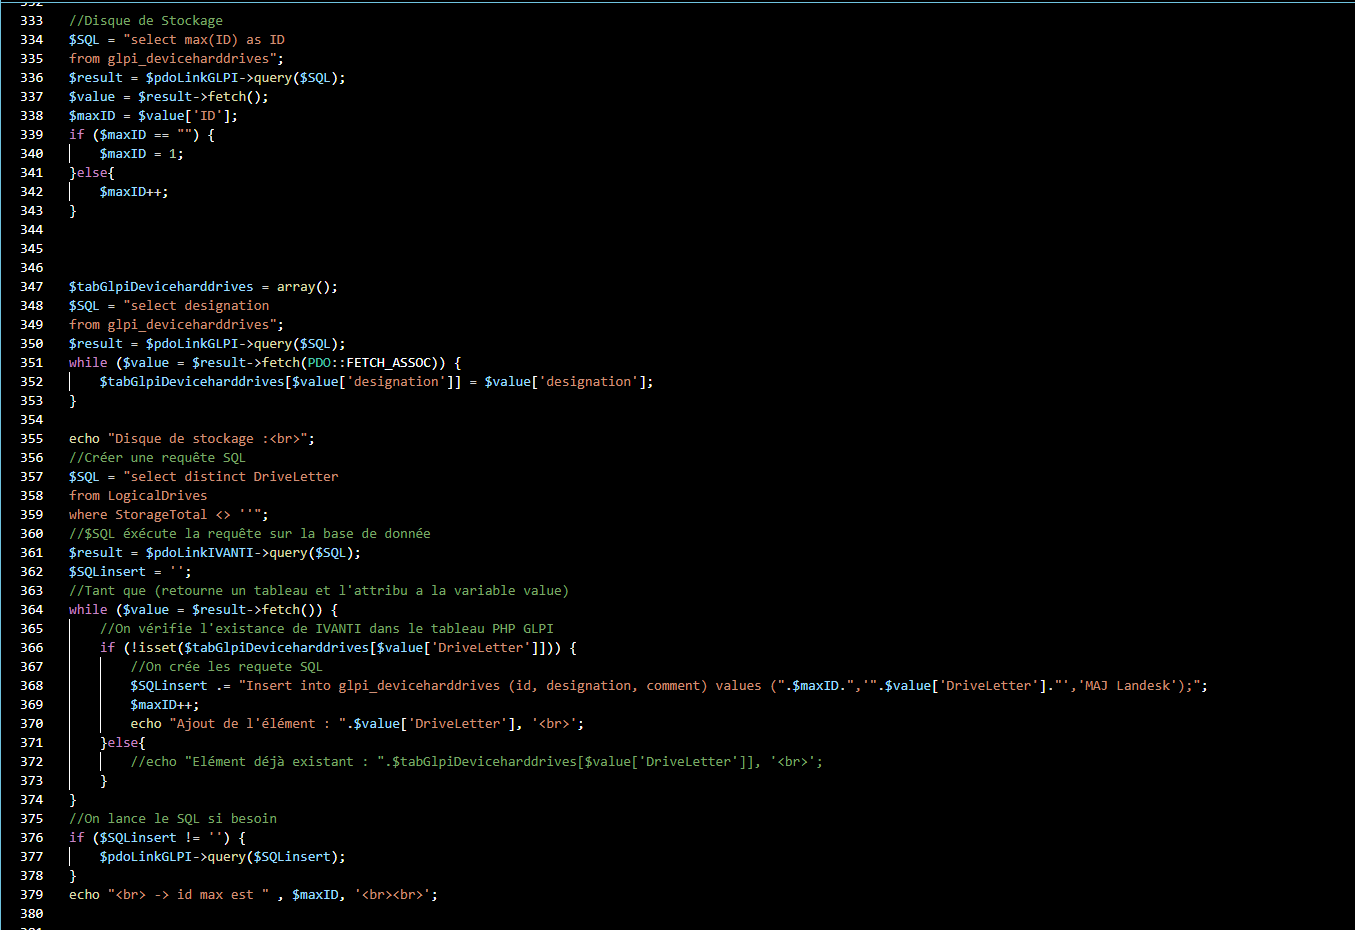 333 //Disque de Stockage
334 $SQL = "select max(ID) as ID
335 from glpi_deviceharddrives";
336 $result = $pdoLinkGLPI->query($SQL);
337 $value = $result->fetch();
338 $maxID = $value['ID'];
339 if ($maxID == "") {
340 $maxID = 1;
341 }else{
342 $maxID++;
343 }
344
345
346
347 $tabGlpiDeviceharddrives = array();
348 $SQL = "select designation
349 from glpi_deviceharddrives";
350 $result = $pdoLinkGLPI->query($SQL);
351 while ($value = $result->fetch(PDO::FETCH_ASSOC)) {
352 $tabGlpiDeviceharddrives[$value['designation']] = $value['designation'];
353 }
354
355 echo "Disque de stockage :<br>";
356 //Créer une requête SQL
357 $SQL = "select distinct DriveLetter
358 from LogicalDrives
359 where StorageTotal <> ''";
360 //$SQL éxécute la requête sur la base de donnée
361 $result = $pdoLinkIVANTI->query($SQL);
362 $SQLinsert = '';
363 //Tant que (retourne un tableau et l'attribu a la variable value)
364 while ($value = $result->fetch()) {
365 //On vérifie l'existance de IVANTI dans le tableau PHP GLPI
366 if (!isset($tabGlpiDeviceharddrives[$value['DriveLetter']])) {
367 //On crée les requete SQL
368 $SQLinsert .= "Insert into glpi_deviceharddrives (id, designation, comment) values (".$maxID.",'".$value['DriveLetter']."','MAJ Landesk');";
369 $maxID++;
370 echo "Ajout de l'élément : ".$value['DriveLetter'], '<br>';
371 }else{
372 //echo "Elément déjà existant : ".$tabGlpiDeviceharddrives[$value['DriveLetter']], '<br>';
373 }
374 }
375 //On lance le SQL si besoin
376 if ($SQLinsert != '') {
377 $pdoLinkGLPI->query($SQLinsert);
378 }
379 echo "<br> -> id max est " , $maxID, '<br><br>';
380